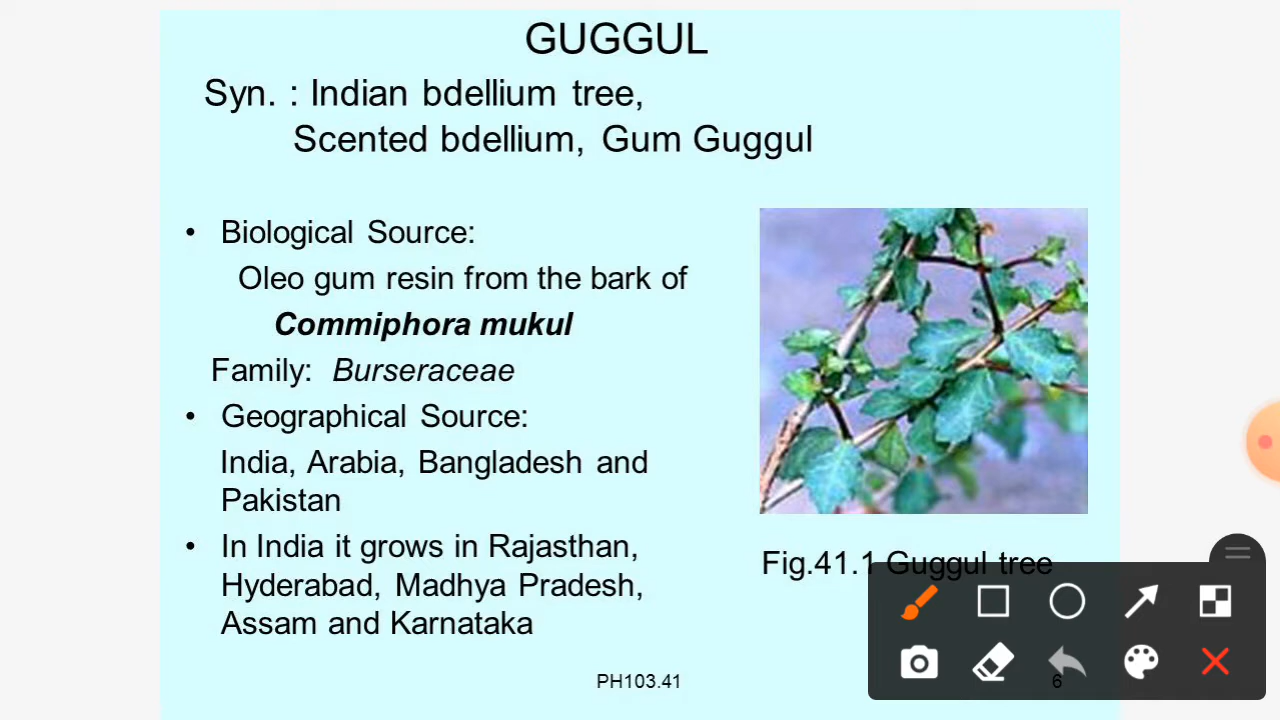 GUGGUL
Syn. : Indian bdellium tree,
Scented bdellium, Gum Guggul
• Biological Source:
Oleo gum resin from the bark of
Commiphora mukul
Family: Burseraceae
• Geographical Source:
India, Arabia, Bangladesh and
Pakistan
• In India it grows in Rajasthan,
Hyderabad, Madhya Pradesh,
Assam and Karnataka
Fig.41.1 Guggul tree
PH103.41
6